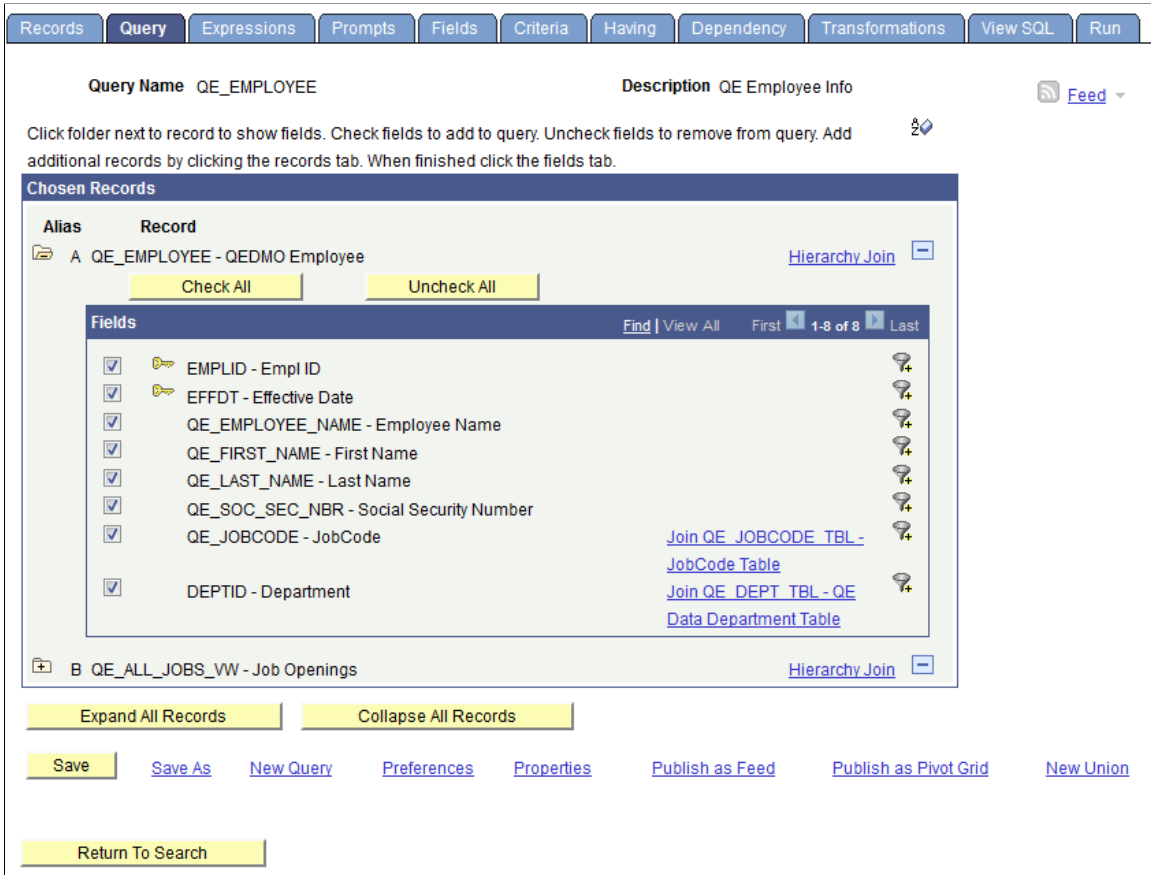 Records Query Expressions Prompts Fields Criteria Having Dependency Transformations View SQL Run
Query Name QE_EMPLOYEE Description QE Employee Info
Feed
Click folder next to record to show fields. Check fields to add to query. Uncheck fields to remove from query. Add
additional records by clicking the records tab. When finished click the fields tab.
Chosen Records
Alias Record
A QE_EMPLOYEE - QEDMO Employee Hierarchy Join
Check All Uncheck All
Fields Find | View All First 1-8 of 8 Last
EMPLID - Empl ID
EFFDT - Effective Date
QE_EMPLOYEE_NAME - Employee Name
QE_FIRST_NAME - First Name
QE_LAST_NAME - Last Name
QE_SOC_SEC_NBR - Social Security Number
QE_JOBCODE - JobCode Join QE_JOBCODE_TBL -
JobCode Table
DEPTID - Department Join QE_DEPT_TBL - QE
Data Department Table
B QE_ALL_JOBS_VW - Job Openings Hierarchy Join
Expand All Records Collapse All Records
Save Save As New Query Preferences Properties Publish as Feed Publish as Pivot Grid New Union
Return To Search